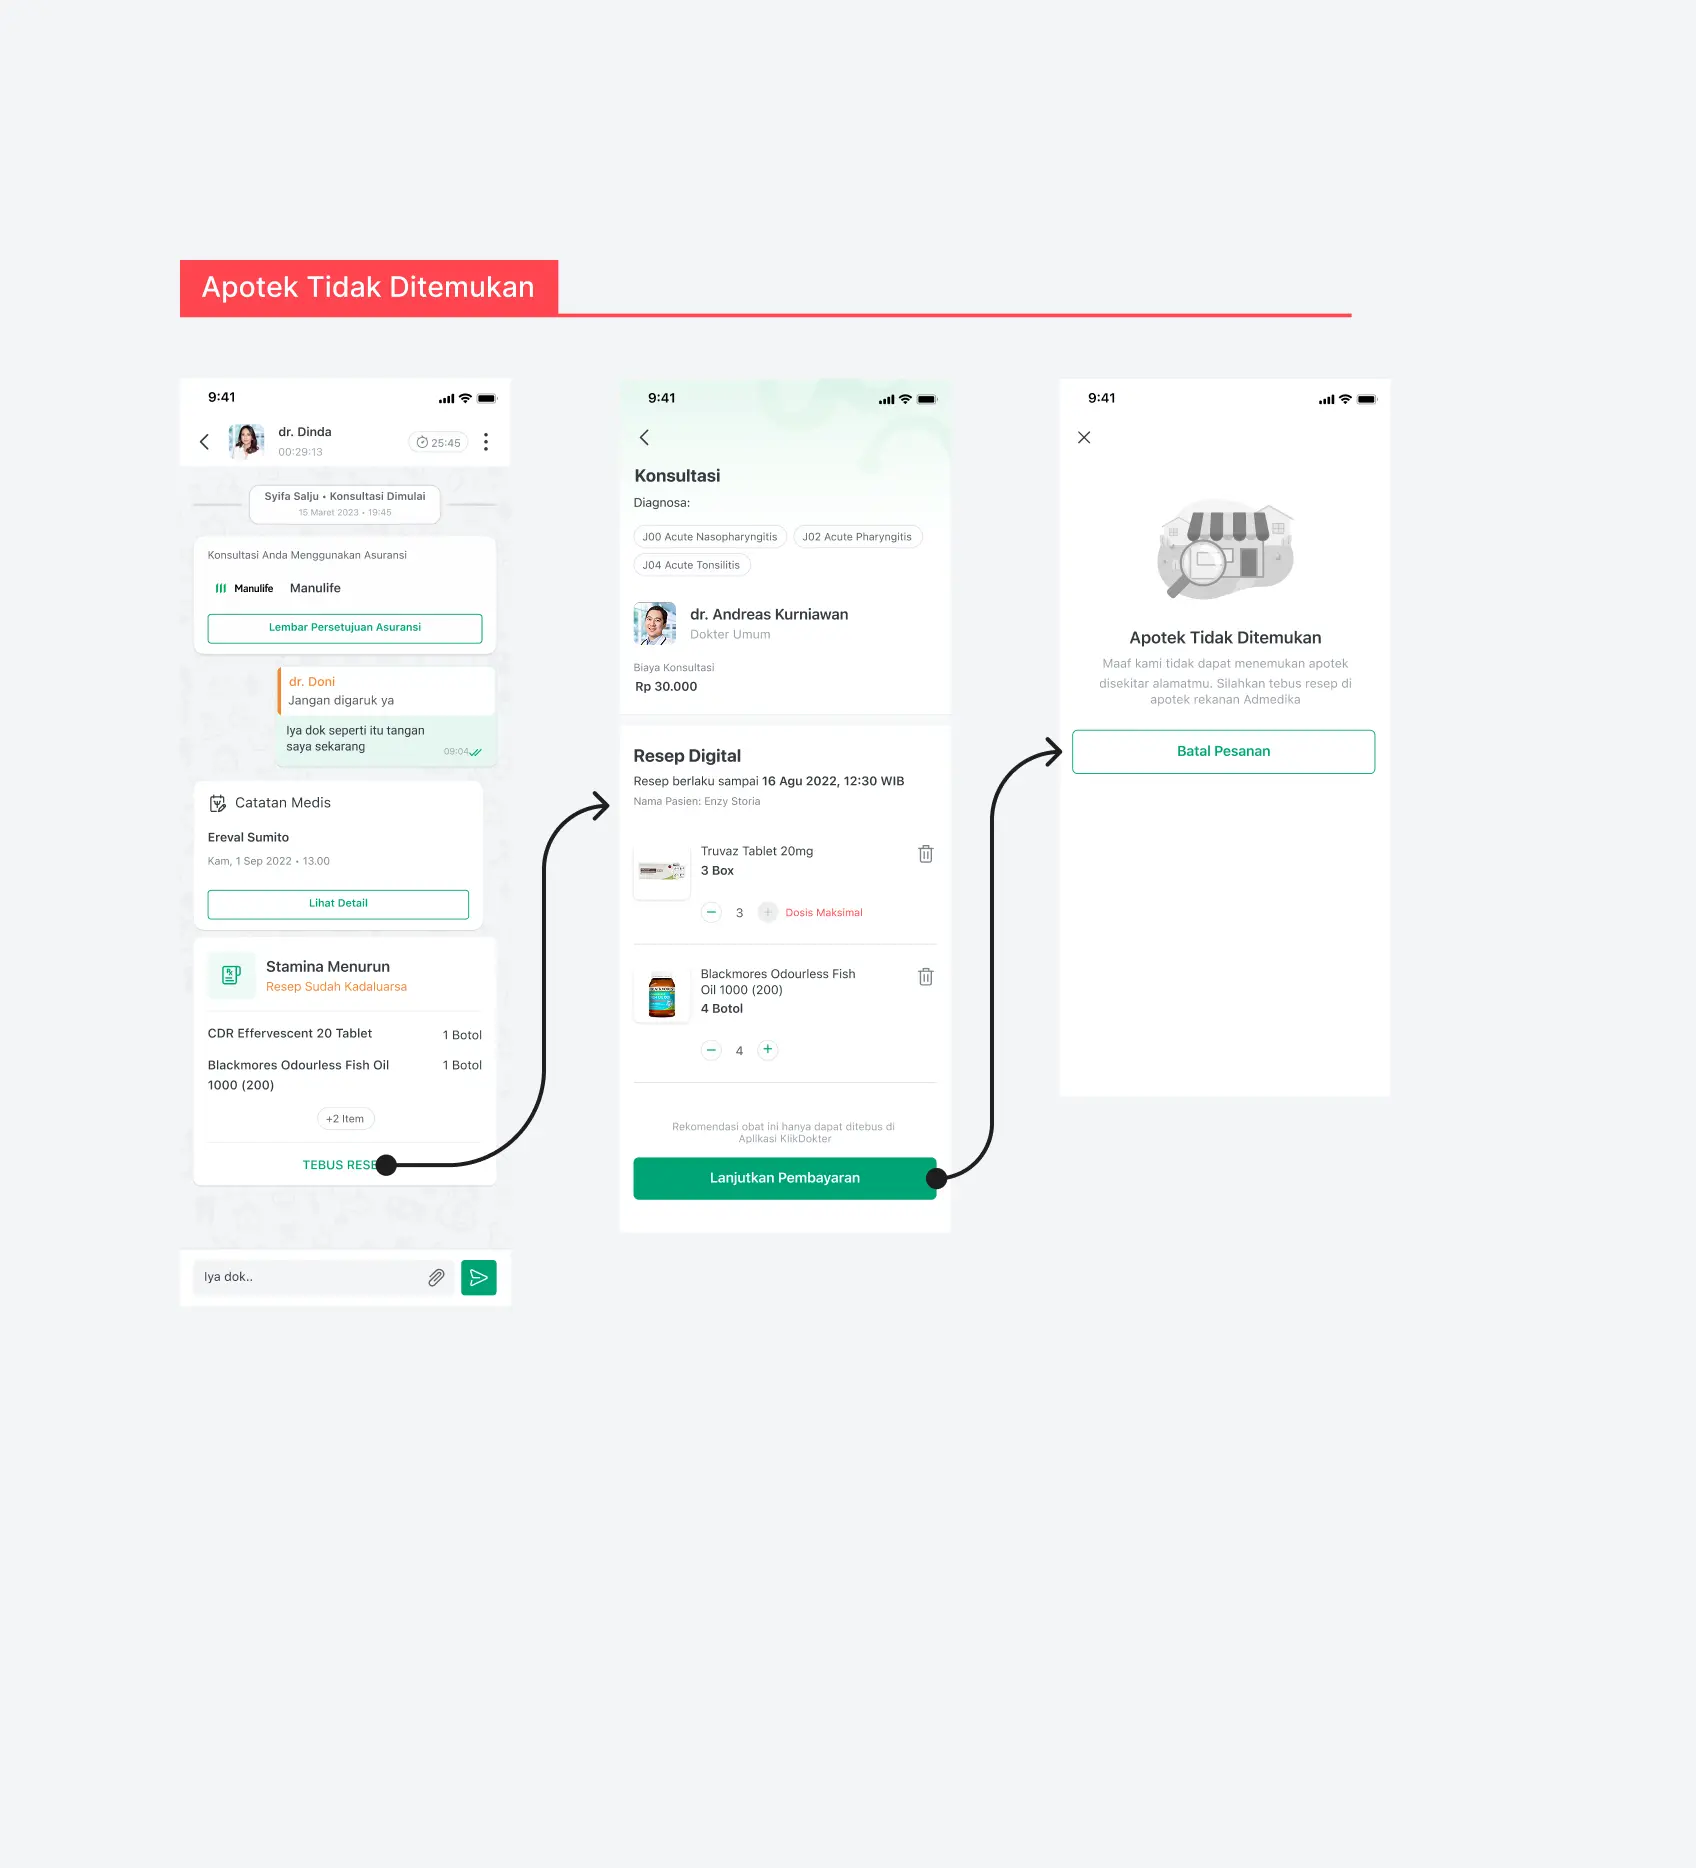 Apotek Tidak Ditemukan
9:41
dr. Dinda
00:29:13
25:45
Syifa Salju • Konsultasi Dimulai
15 Maret 2023 • 19:45
Konsultasi Anda Menggunakan Asuransi
Manulife Manulife
Lembar Persetujuan Asuransi
dr. Doni
Jangan digaruk ya
Iya dok seperti itu tangan
saya sekarang
09:04
Catatan Medis
Ereval Sumito
Kam, 1 Sep 2022 • 13.00
Lihat Detail
Stamina Menurun
Resep Sudah Kadaluarsa
CDR Effervescent 20 Tablet 1 Botol
Blackmores Odourless Fish Oil 1 Botol
1000 (200)
+2 Item
TEBUS RESE
Iya dok..
9:41
Konsultasi
Diagnosa:
J00 Acute Nasopharyngitis J02 Acute Pharyngitis
J04 Acute Tonsilitis
dr. Andreas Kurniawan
Dokter Umum
Biaya Konsultasi
Rp 30.000
Resep Digital
Resep berlaku sampai 16 Agu 2022, 12:30 WIB
Nama Pasien: Enzy Storia
Truvaz Tablet 20mg
3 Box
3 Dosis Maksimal
Blackmores Odourless Fish
Oil 1000 (200)
4 Botol
4
Rekomendasi obat ini hanya dapat ditebus di
Aplikasi KlikDokter
Lanjutkan Pembayaran
9:41
Apotek Tidak Ditemukan
Maaf kami tidak dapat menemukan apotek
disekitar alamatmu. Silahkan tebus resep di
apotek rekanan Admedika
Batal Pesanan